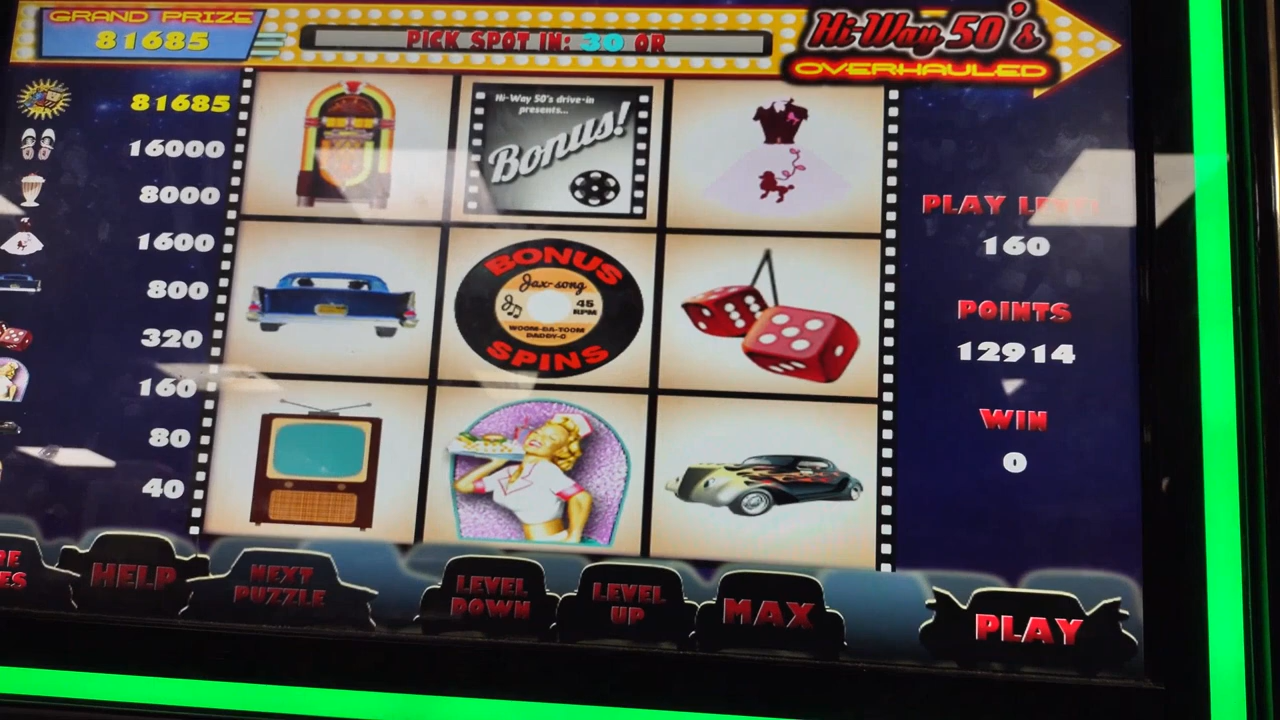 GRAND PRIZE
81685
PICK SPOT IN: 30 OR
Hi-Way 50's
OVERHAULED
81685
16000
8000
1600
800
320
160
80
40
Hi-Way 50's drive-in
presents...
Bonus!
BONUS
Jax-song
45
RPM
WOOM-DA-TOOM
DADDY-O
SPINS
PLAY
160
POINTS
12914
WIN
0
HELP
NEXT
PUZZLE
LEVEL
DOWN
LEVEL
UP
MAX
PLAY